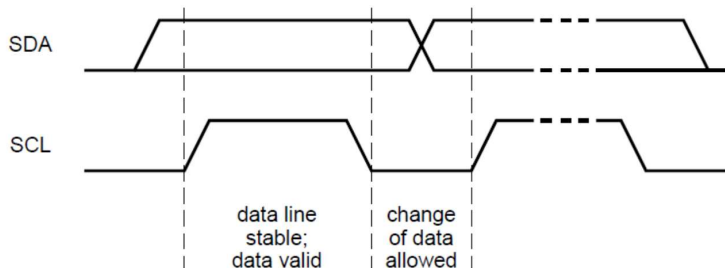 SDA
SCL
data line
stable;
data valid
change
of data
allowed